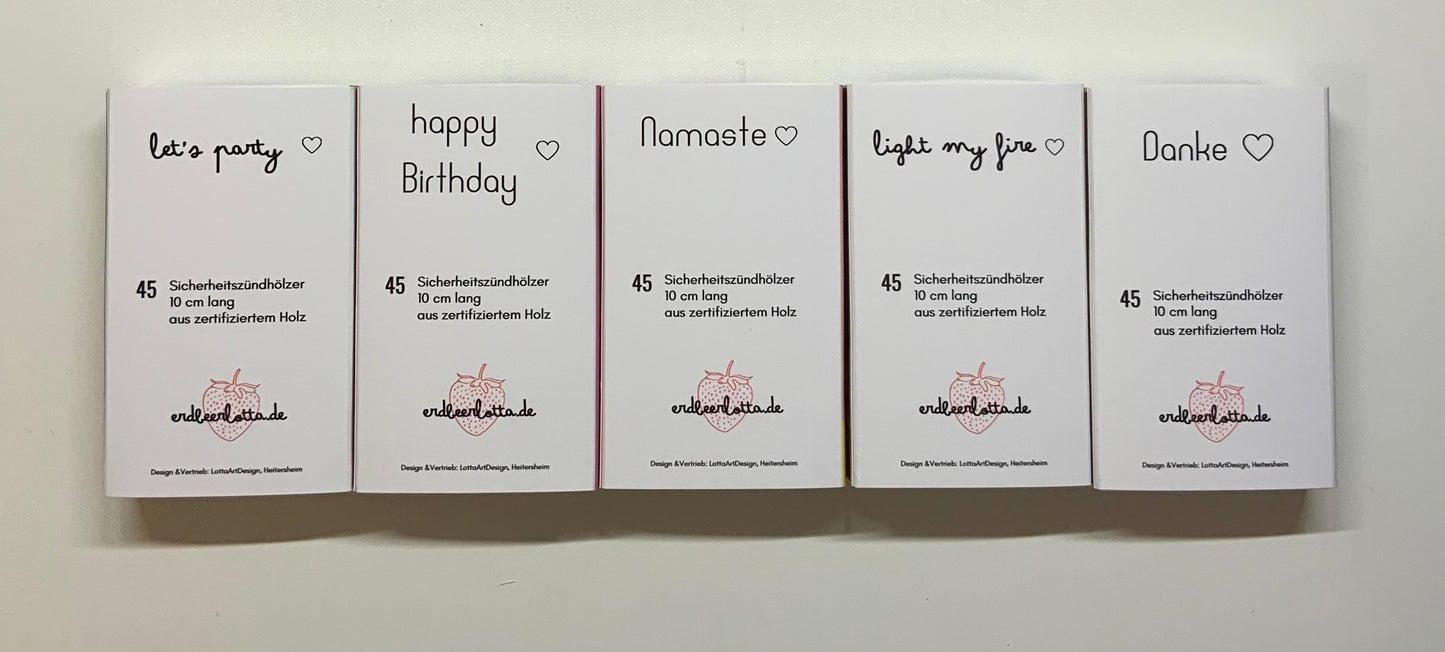 let's party
45 Sicherheitszündhölzer
10 cm lang
aus zertifiziertem Holz
erdbeerlotta.de
Design &Vertrieb: LottaArtDesign, Heitersheim
happy
Birthday
45 Sicherheitszündhölzer
10 cm lang
aus zertifiziertem Holz
erdbeerlotta.de
Design &Vertrieb: LottaArtDesign, Heitersheim
Namaste
45 Sicherheitszündhölzer
10 cm lang
aus zertifiziertem Holz
erdbeerlotta.de
Design &Vertrieb: LottaArtDesign, Heitersheim
light my fire
45 Sicherheitszündhölzer
10 cm lang
aus zertifiziertem Holz
erdbeerlotta.de
Design &Vertrieb: LottaArtDesign, Heitersheim
Danke
45 Sicherheitszündhölzer
10 cm lang
aus zertifiziertem Holz
erdbeerlotta.de
Design &Vertrieb: LottaArtDesign, Heitersheim